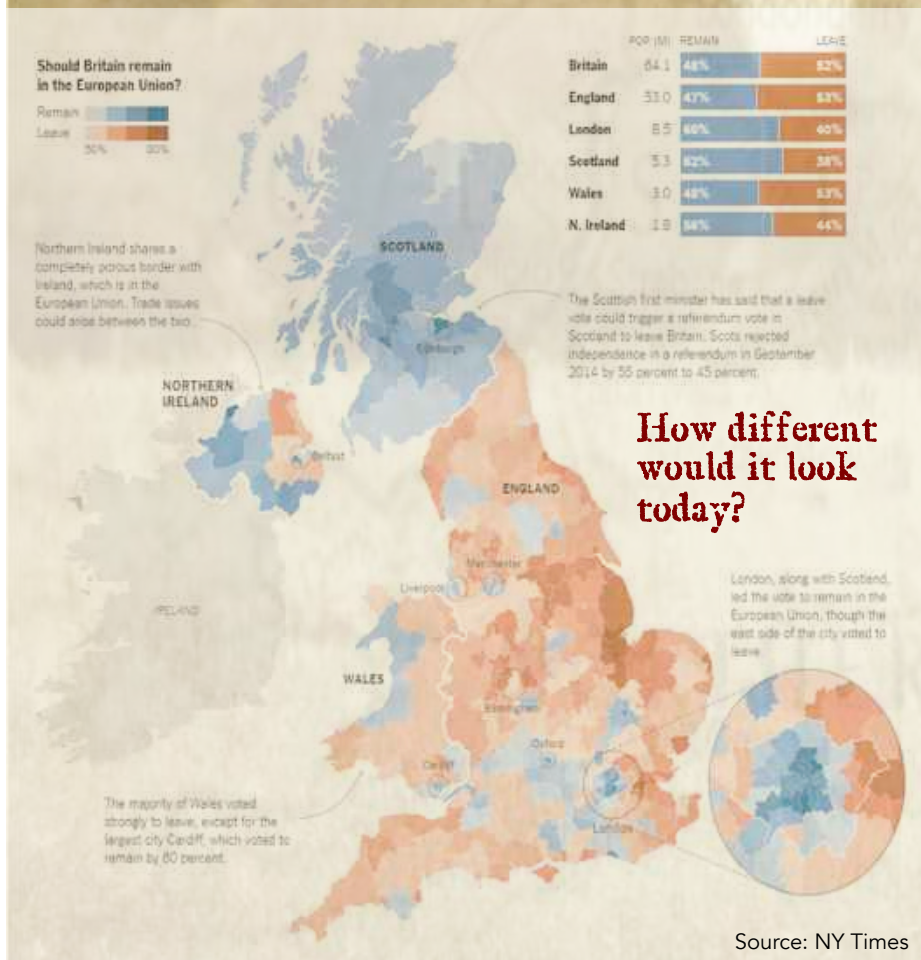 Should Britain remain
in the European Union?
Remain
Leave
50%
80%
POP (M) REMAIN LEAVE
Britain 64.1 48% 52%
England 53.0 47% 53%
London 8.5 60% 40%
Scotland 5.3 62% 38%
Wales 3.0 48% 53%
N. Ireland 1.8 56% 44%
Northern Ireland shares a
completely porous border with
Ireland, which is in the
European Union. Trade issues
could arise between the two.
SCOTLAND
Edinburgh
The Scottish first minister has said that a leave
vote could trigger a referendum vote in
Scotland to leave Britain. Scots rejected
independence in a referendum in September
2014 by 55 percent to 45 percent.
NORTHERN
IRELAND
Belfast
How different
would it look
today?
ENGLAND
Manchester
Liverpool
IRELAND
London, along with Scotland,
led the vote to remain in the
European Union, though the
east side of the city voted to
leave.
WALES
Birmingham
Oxford
Cardiff
London
The majority of Wales voted
strongly to leave, except for the
largest city Cardiff, which voted to
remain by 60 percent.
Source: NY Times